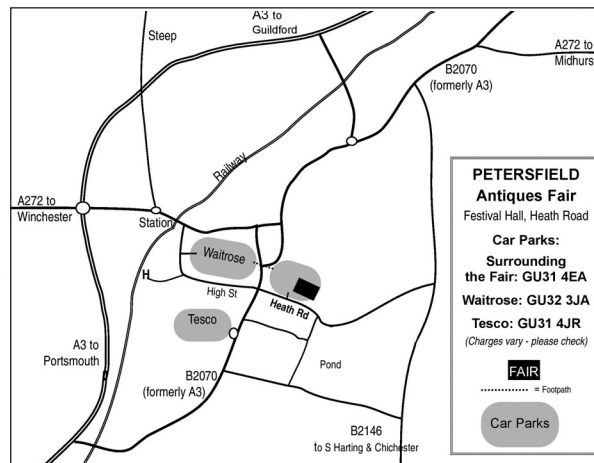 A3 to
Guildford
Steep
A272 to
Midhurst
B2070
(formerly A3)
Railway
A272 to
Winchester
Station
Waitrose
H
High St
Heath Rd
Tesco
A3 to
Portsmouth
Pond
B2070
(formerly A3)
B2146
to S Harting & Chichester
PETERSFIELD
Antiques Fair
Festival Hall, Heath Road
Car Parks:
Surrounding
the Fair: GU31 4EA
Waitrose: GU32 3JA
Tesco: GU31 4JR
(Charges vary - please check)
FAIR
= Footpath
Car Parks